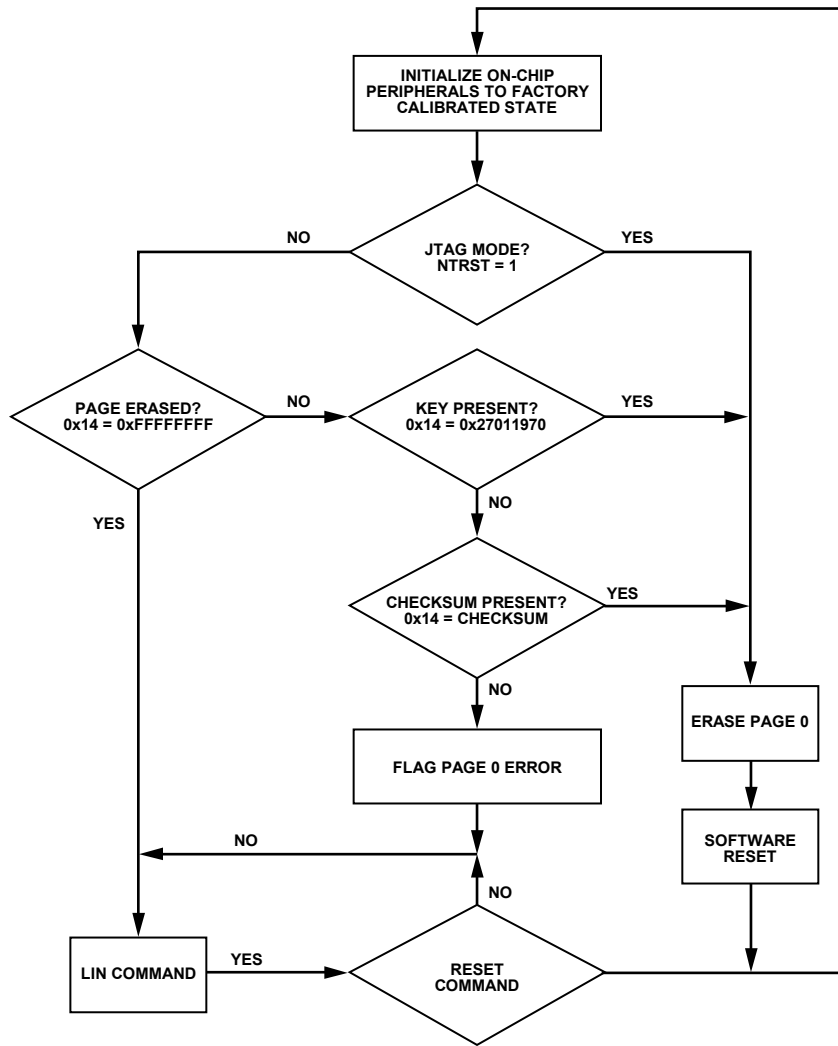 INITIALIZE ON-CHIP
PERIPHERALS TO FACTORY
CALIBRATED STATE
NO
YES
JTAG MODE?
NTRST = 1
PAGE ERASED?
0x14 = 0xFFFFFFFF
NO
KEY PRESENT?
0x14 = 0x27011970
YES
NO
YES
CHECKSUM PRESENT?
0x14 = CHECKSUM
YES
NO
ERASE PAGE 0
FLAG PAGE 0 ERROR
SOFTWARE
RESET
NO
NO
LIN COMMAND
YES
RESET
COMMAND